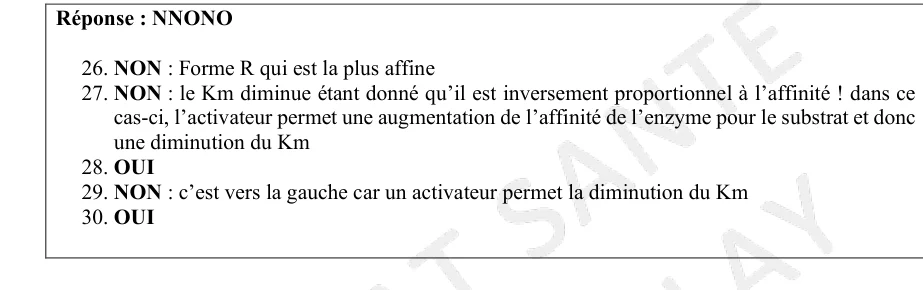 Réponse : NNONO
26. NON : Forme R qui est la plus affine
27. NON : le Km diminue étant donné qu'il est inversement proportionnel à l'affinité ! dans ce
cas-ci, l'activateur permet une augmentation de l'affinité de l'enzyme pour le substrat et donc
une diminution du Km
28. OUI
29. NON : c'est vers la gauche car un activateur permet la diminution du Km
30. OUI
SANTE